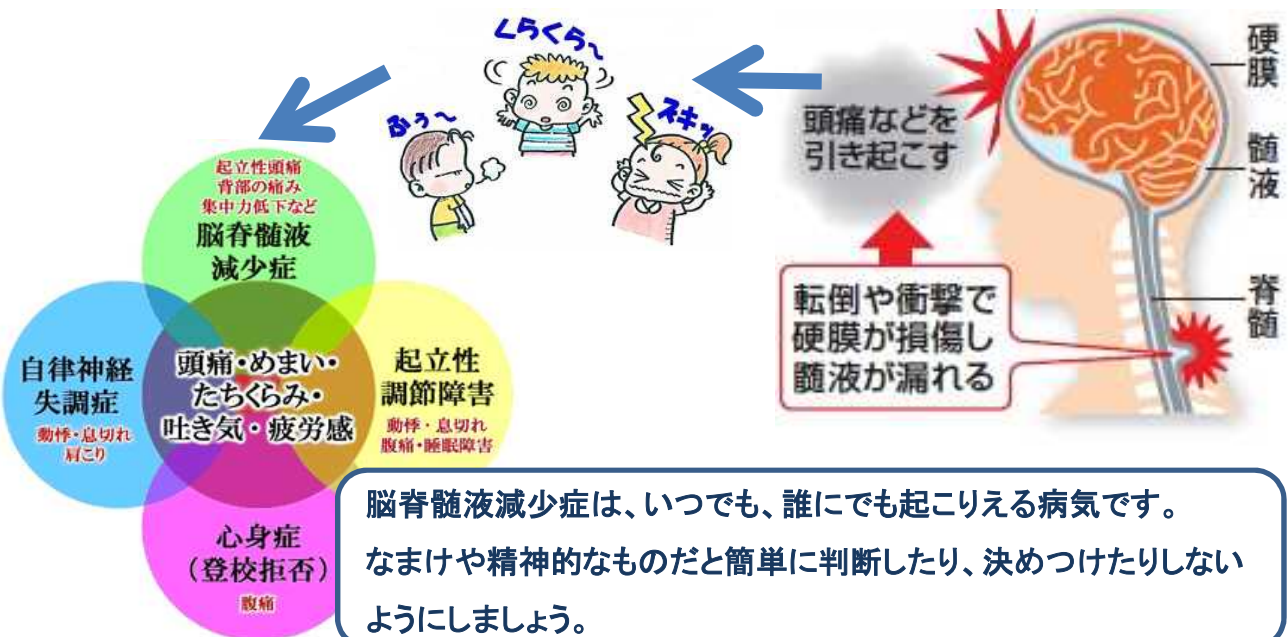 くらくら〜
ふぅ〜
ズキッ
頭痛などを
引き起こす
硬膜
髄液
脊髄
転倒や衝撃で
硬膜が損傷し
髄液が漏れる
起立性頭痛
背部の痛み
集中力低下など
脳脊髄液
減少症
自律神経
失調症
動悸・息切れ
肩こり
頭痛・めまい・
たちくらみ・
吐き気・疲労感
起立性
調節障害
動悸・息切れ
腹痛・睡眠障害
心身症
（登校拒否）
腹痛
脳脊髄液減少症は、いつでも、誰にでも起こりえる病気です。
なまけや精神的なものだと簡単に判断したり、決めつけたりしない
ようにしましょう。